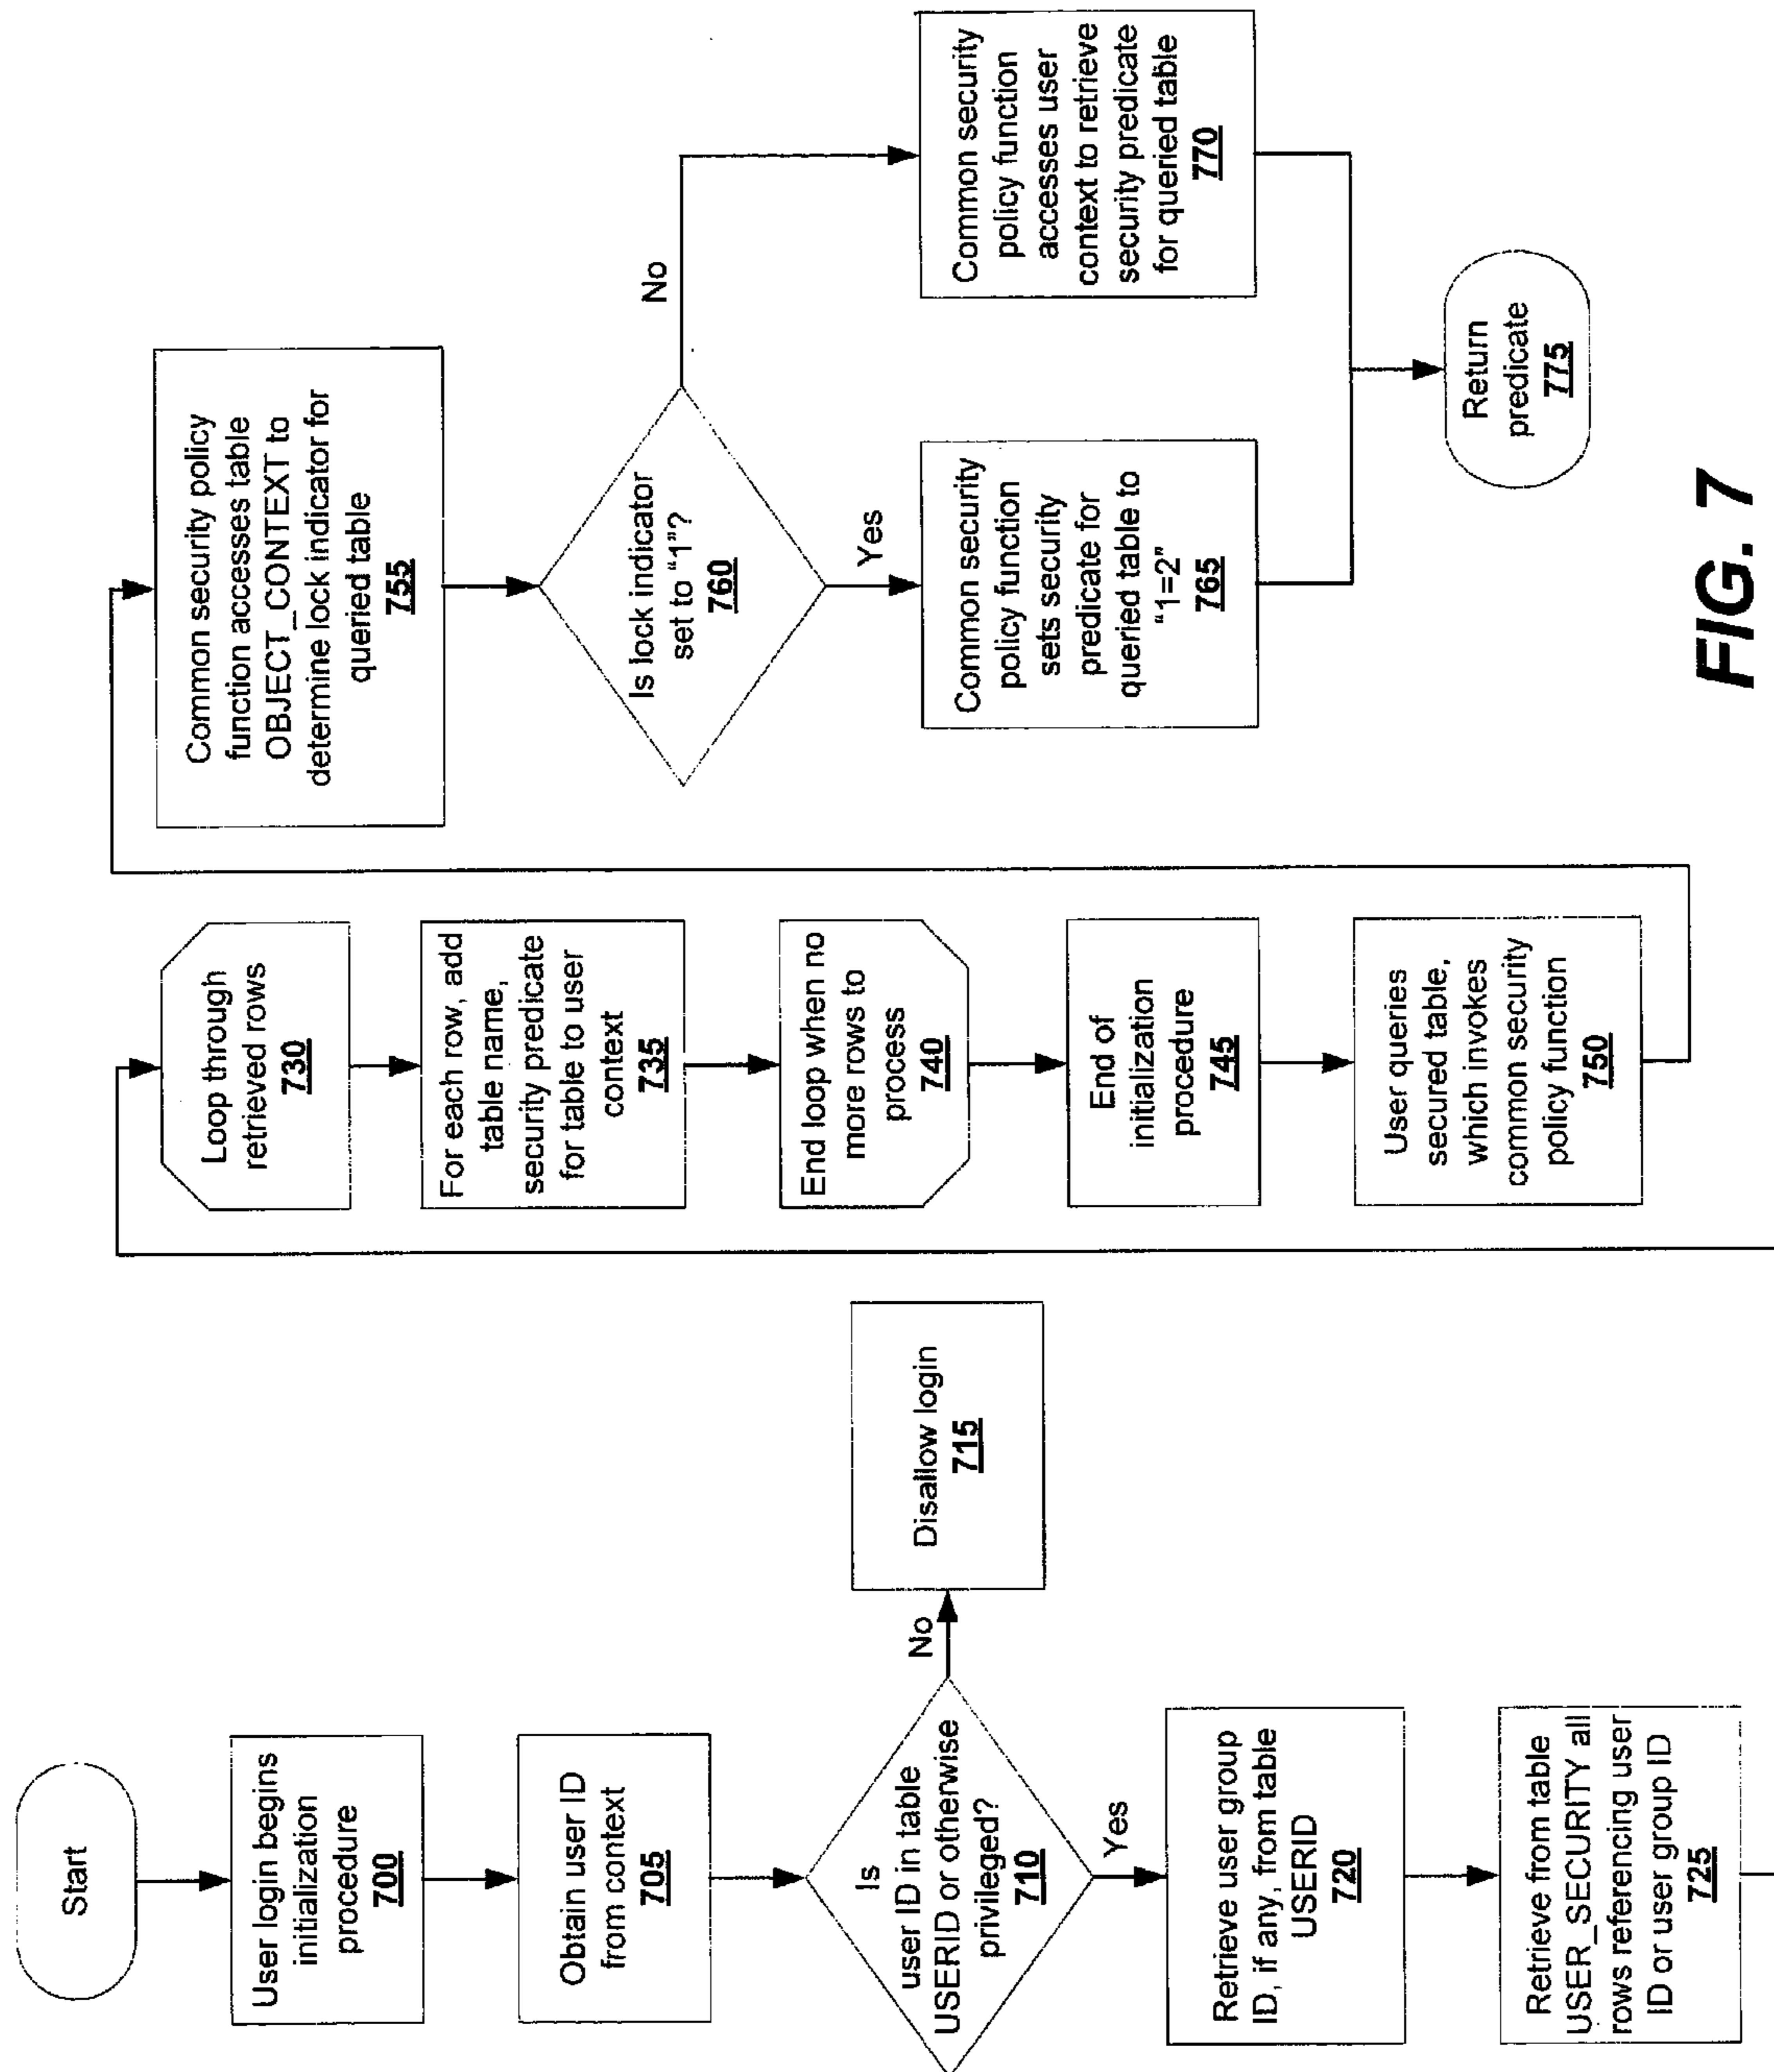 Start
User login begins
initialization
procedure
700
Obtain user ID
from context
705
Is
user ID in table
USERID or otherwise
privileged?
710
No
Disallow login
715
Yes
Retrieve user group
ID, if any, from table
USERID
720
Retrieve from table
USER_SECURITY all
rows referencing user
ID or user group ID
725
Loop through
retrieved rows
730
For each row, add
table name,
security predicate
for table to user
context
735
End loop when no
more rows to
process
740
End of
initialization
procedure
745
User queries
secured table,
which invokes
common security
policy function
750
Common security policy
function accesses table
OBJECT_CONTEXT to
determine lock indicator for
queried table
755
Is lock indicator
set to “1”?
760
No
Yes
Common security
policy function
sets security
predicate for
queried table to
“1=2”
765
Common security
policy function
accesses user
context to retrieve
security predicate
for queried table
770
Return
predicate
775
FIG. 7